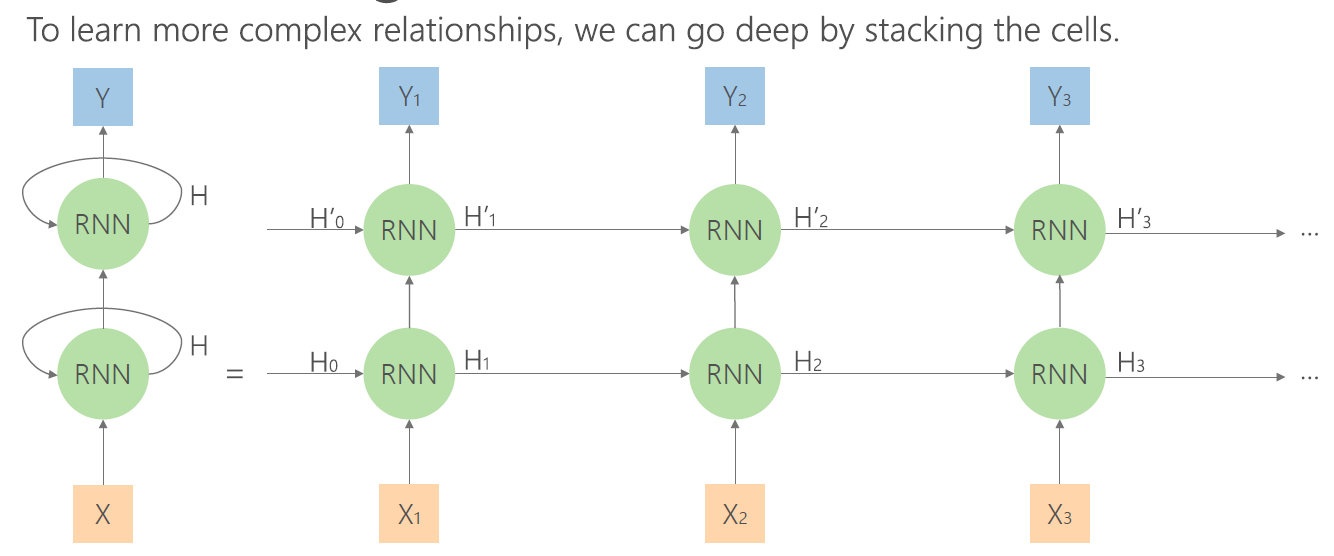 To learn more complex relationships, we can go deep by stacking the cells.
Y Y1 Y2 Y3
H
RNN H'0 RNN H'1 RNN H'2 RNN H'3 ...
H
RNN = H0 RNN H1 RNN H2 RNN H3 ...
X X1 X2 X3